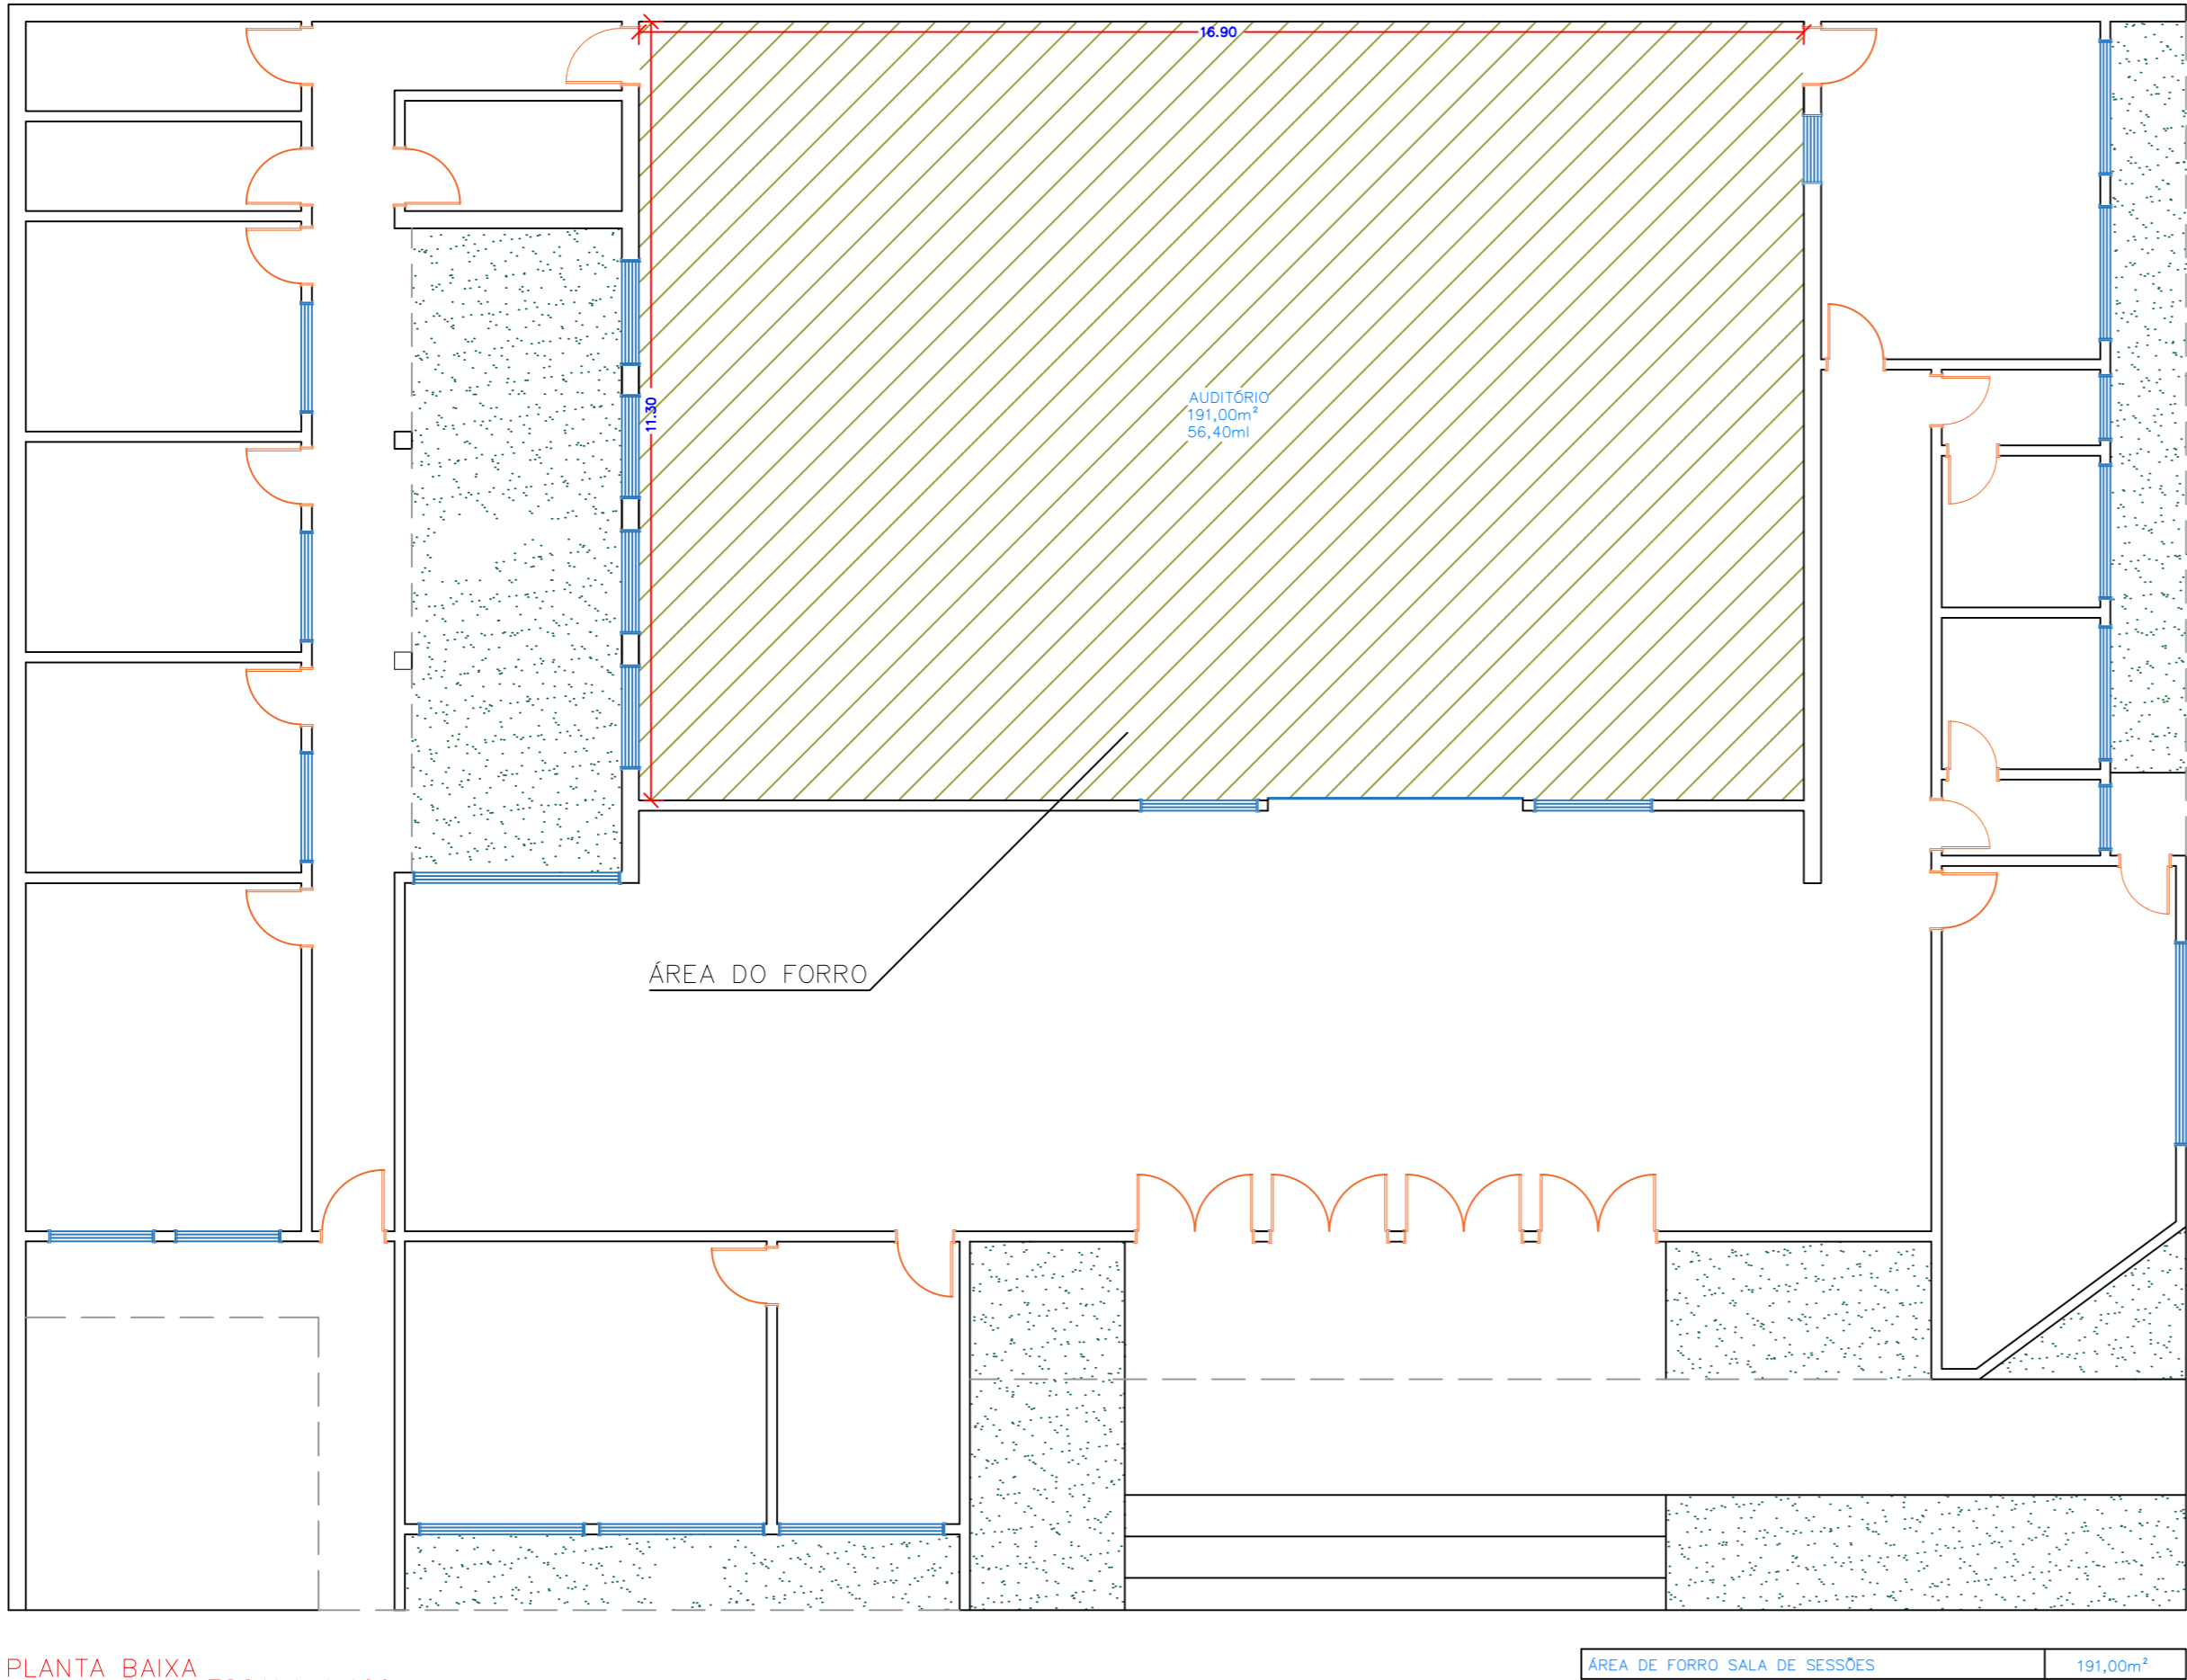 16.90
11.30
AUDITÓRIO
191,00m²
56,40ml
ÁREA DO FORRO
PLANTA BAIXA
ÁREA DE FORRO SALA DE SESSÕES 191,00m²